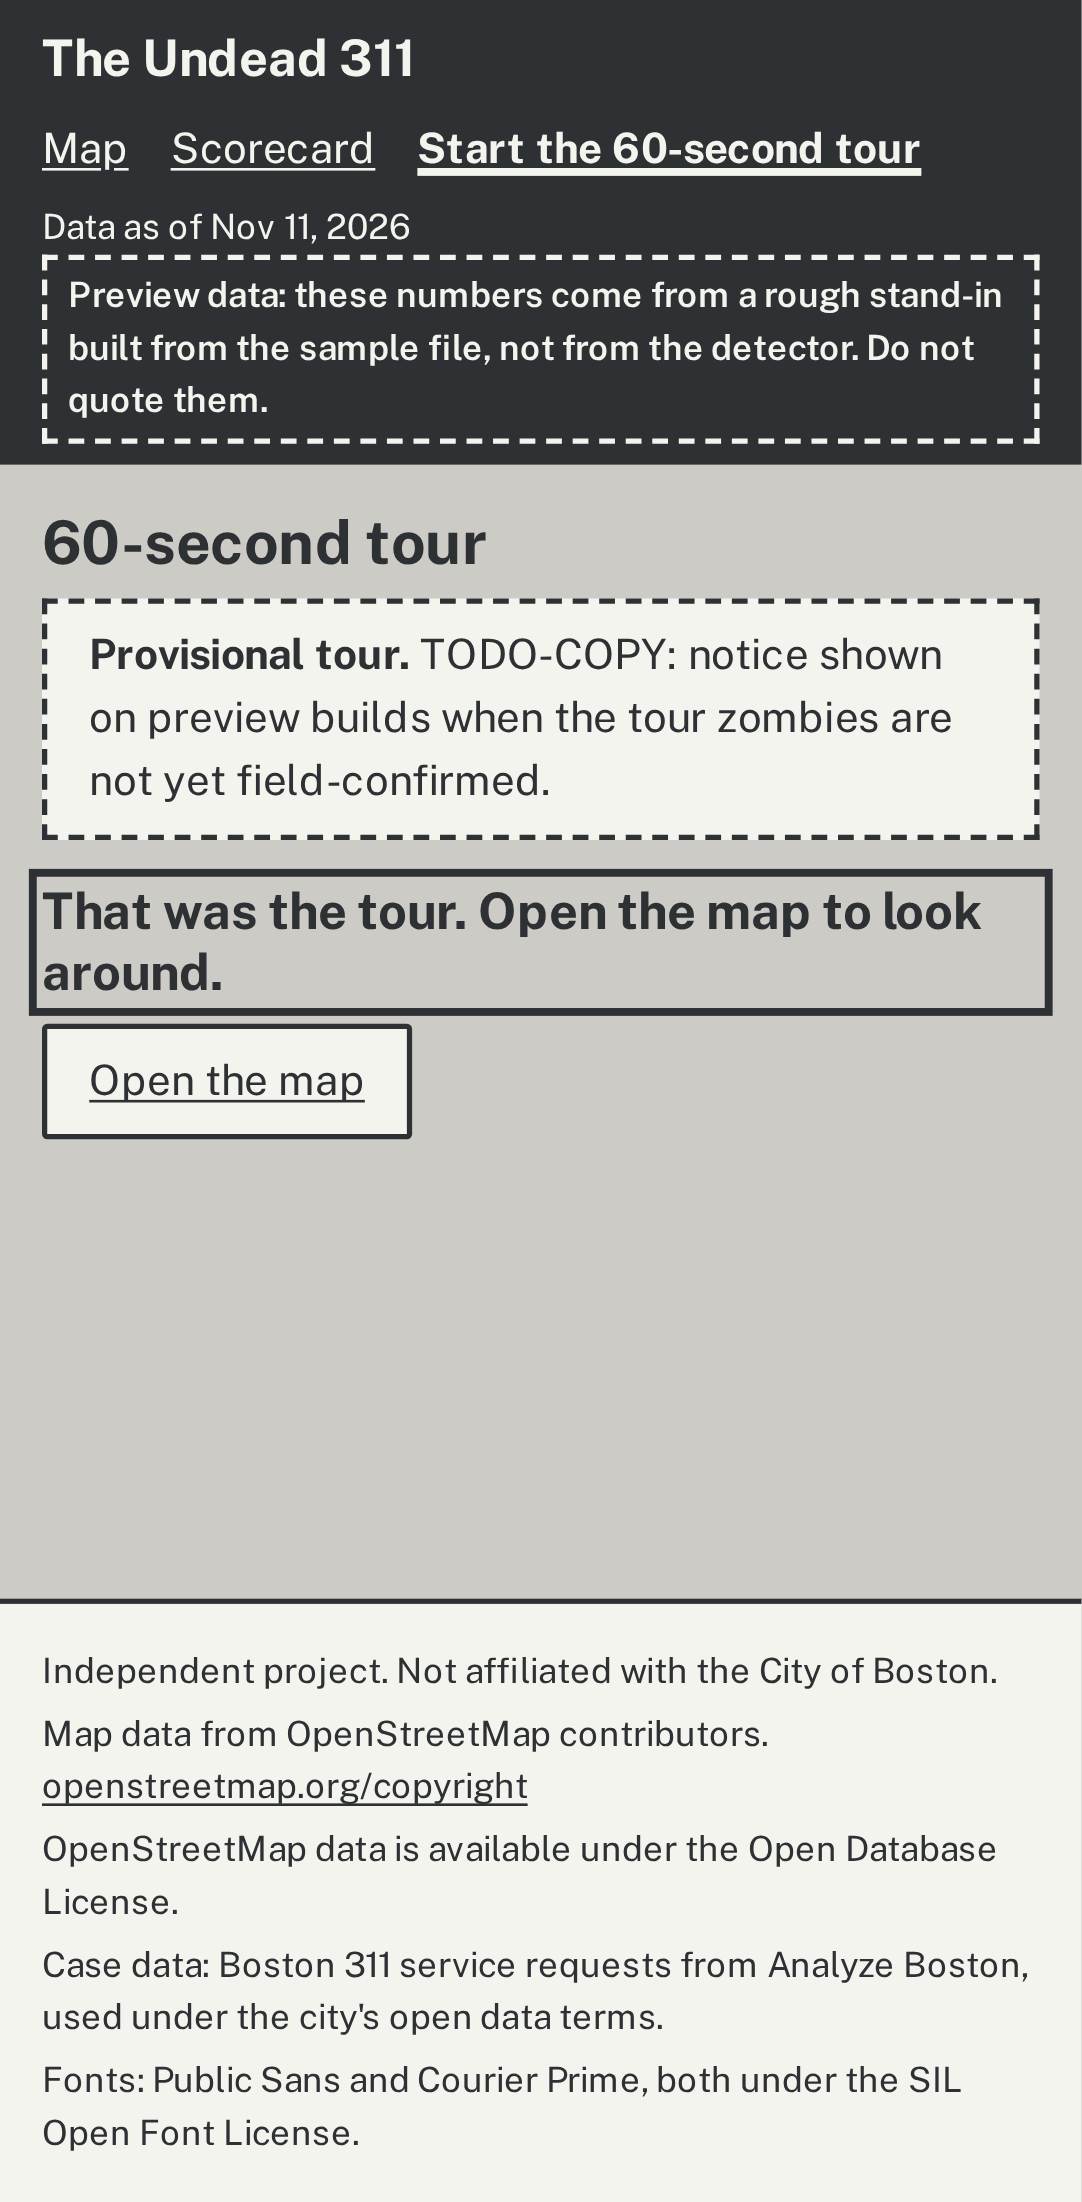 The Undead 311
Map Scorecard Start the 60-second tour
Data as of Nov 11, 2026
Preview data: these numbers come from a rough stand-in
built from the sample file, not from the detector. Do not
quote them.
60-second tour
Provisional tour. TODO-COPY: notice shown
on preview builds when the tour zombies are
not yet field-confirmed.
That was the tour. Open the map to look
around.
Open the map
Independent project. Not affiliated with the City of Boston.
Map data from OpenStreetMap contributors.
openstreetmap.org/copyright
OpenStreetMap data is available under the Open Database
License.
Case data: Boston 311 service requests from Analyze Boston,
used under the city's open data terms.
Fonts: Public Sans and Courier Prime, both under the SIL
Open Font License.